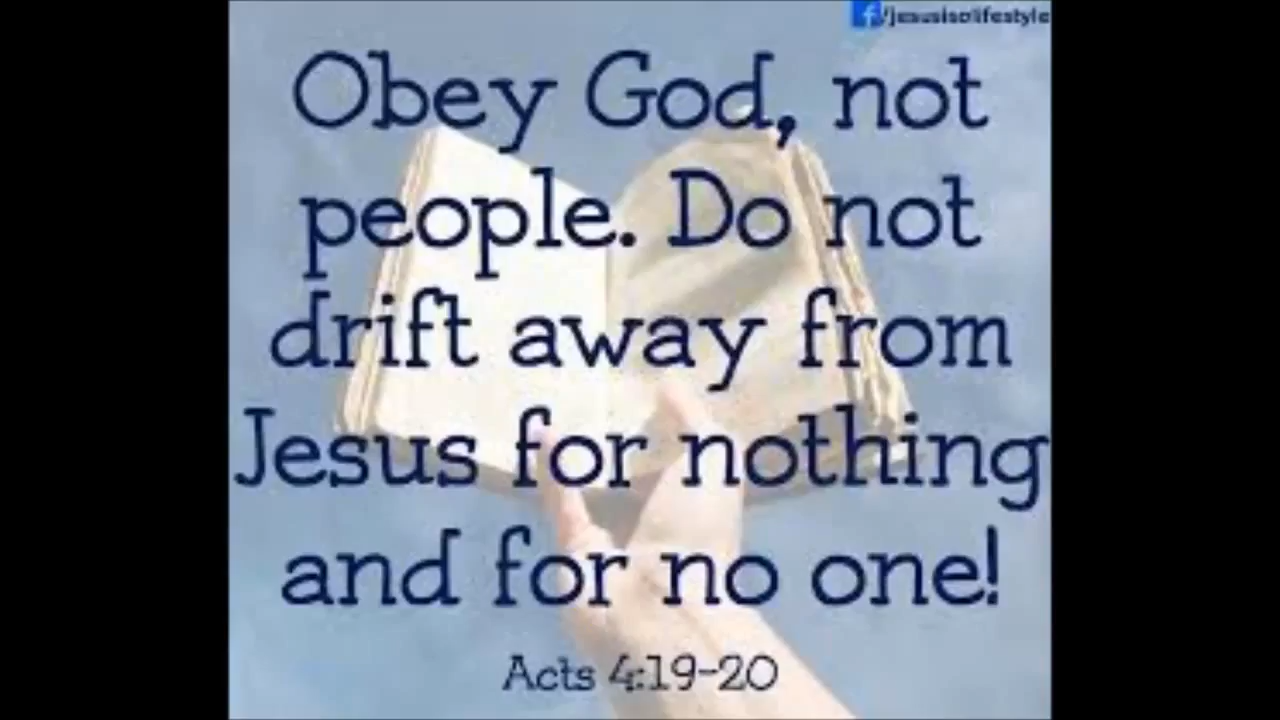 f/jesusisolifestyle
Obey God, not
people. Do not
drift away from
Jesus for nothing
and for no one!
Acts 4:19-20